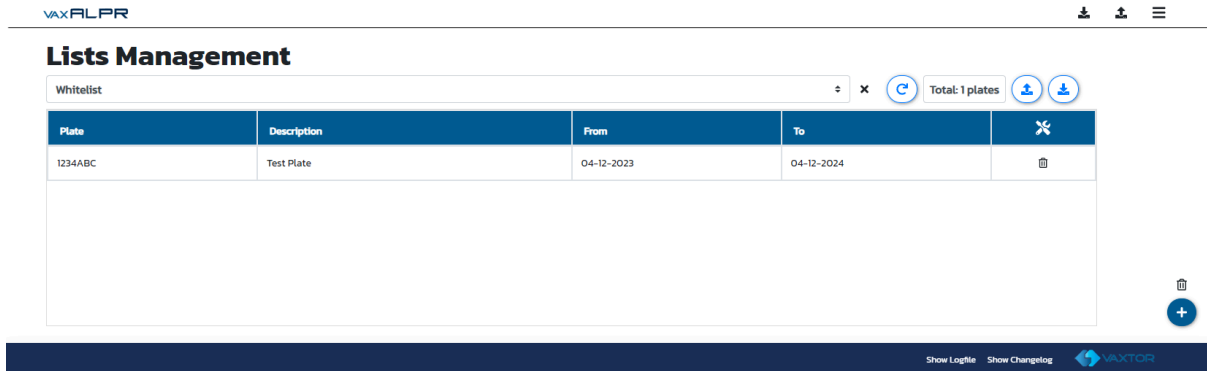 VAXALPR
Lists Management
Whitelist
Total: 1 plates
Plate Description From To
1234ABC Test Plate 04-12-2023 04-12-2024
Show Logfile Show Changelog VAXTOR